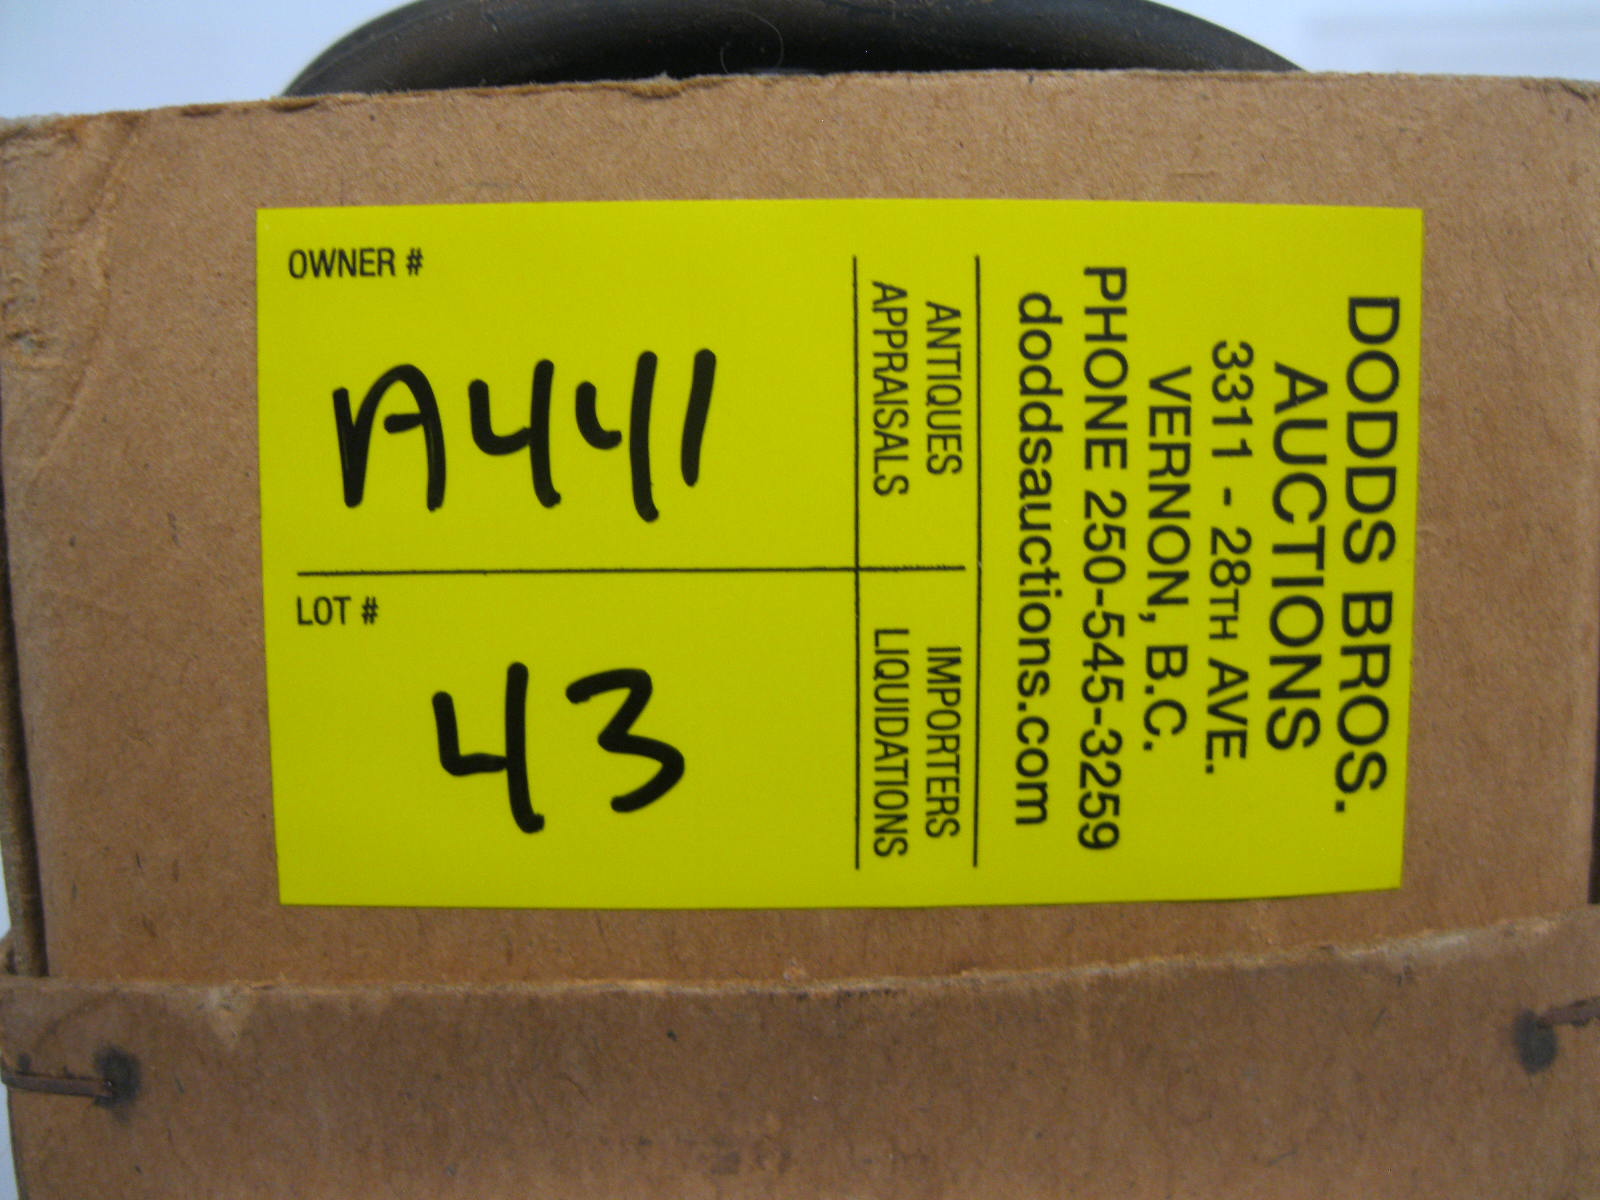 DODDS BROS.
AUCTIONS
3311 - 28TH AVE.
VERNON, B.C.
PHONE 250-545-3259
doddsauctions.com
ANTIQUES IMPORTERS
APPRAISALS LIQUIDATIONS
OWNER #
A441
LOT #
43